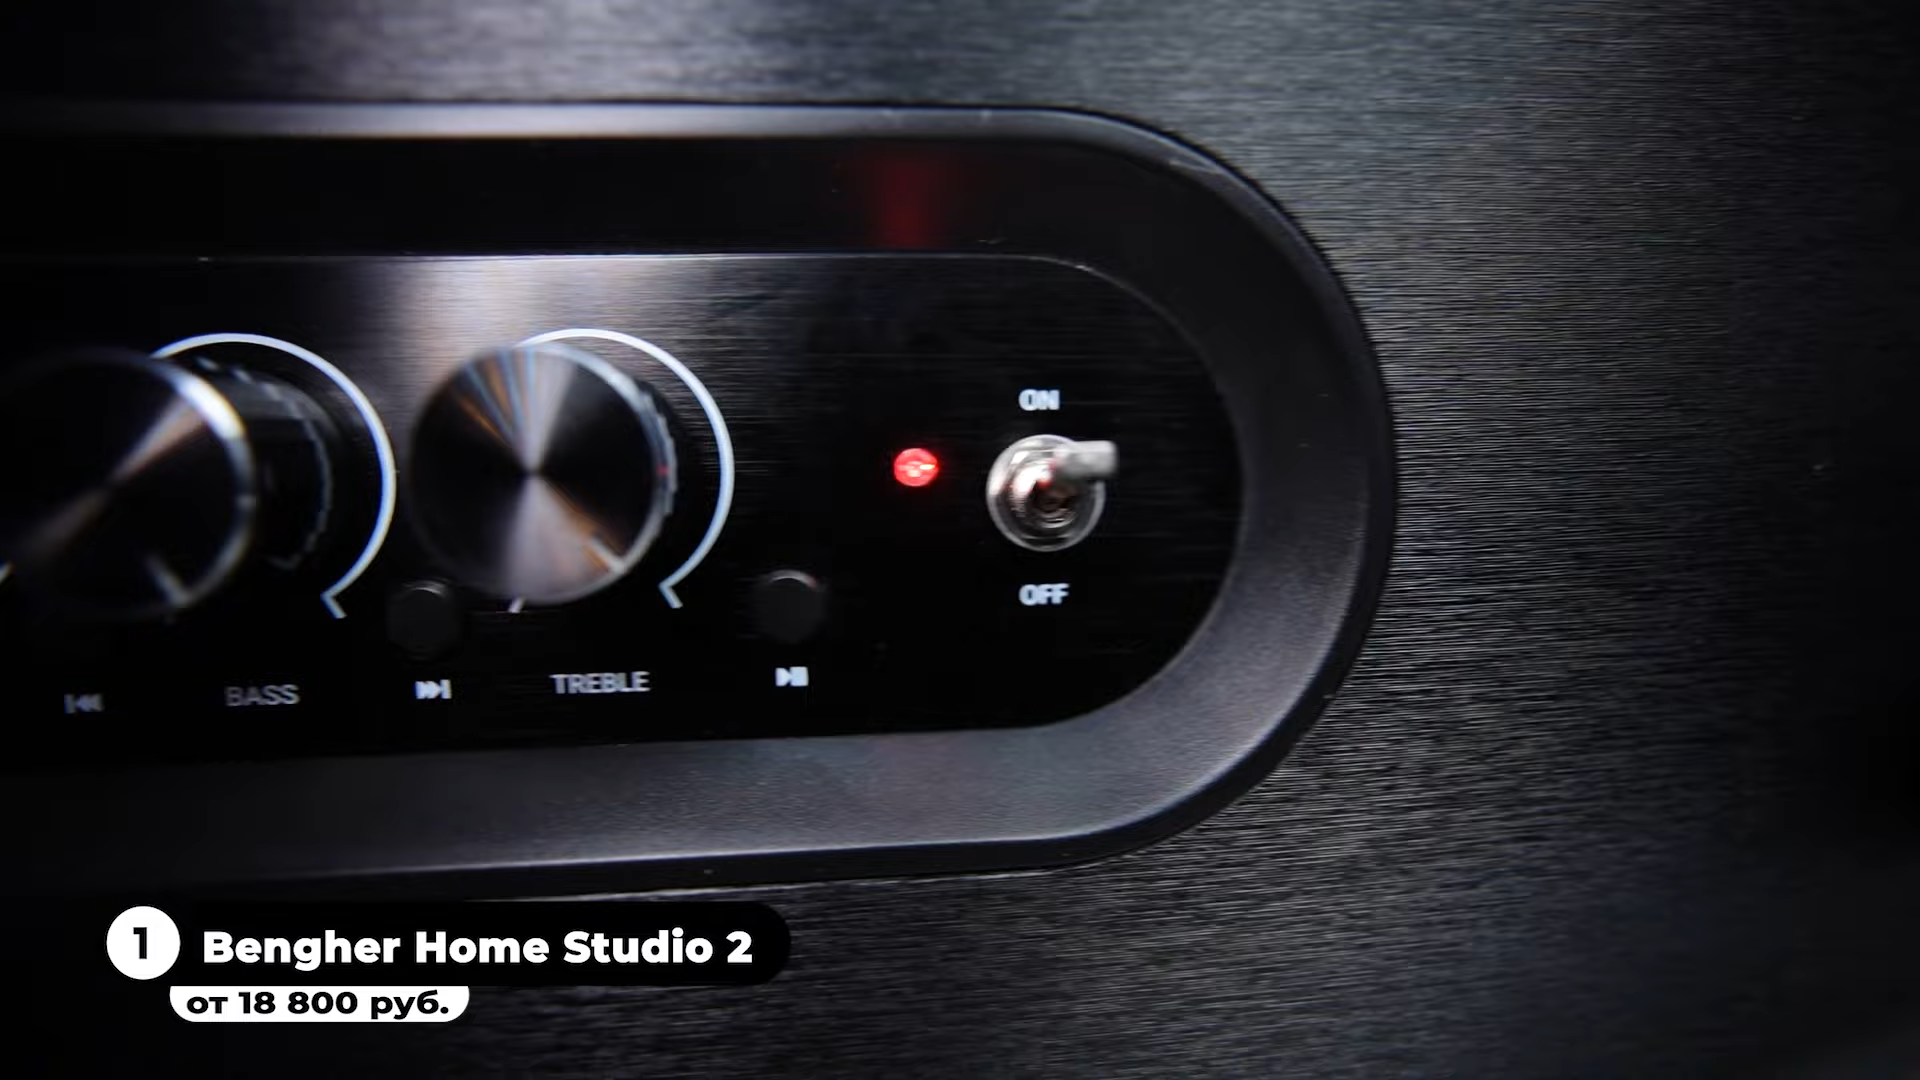 ON
OFF
BASS
TREBLE
1
Bengher Home Studio 2
от 18 800 руб.